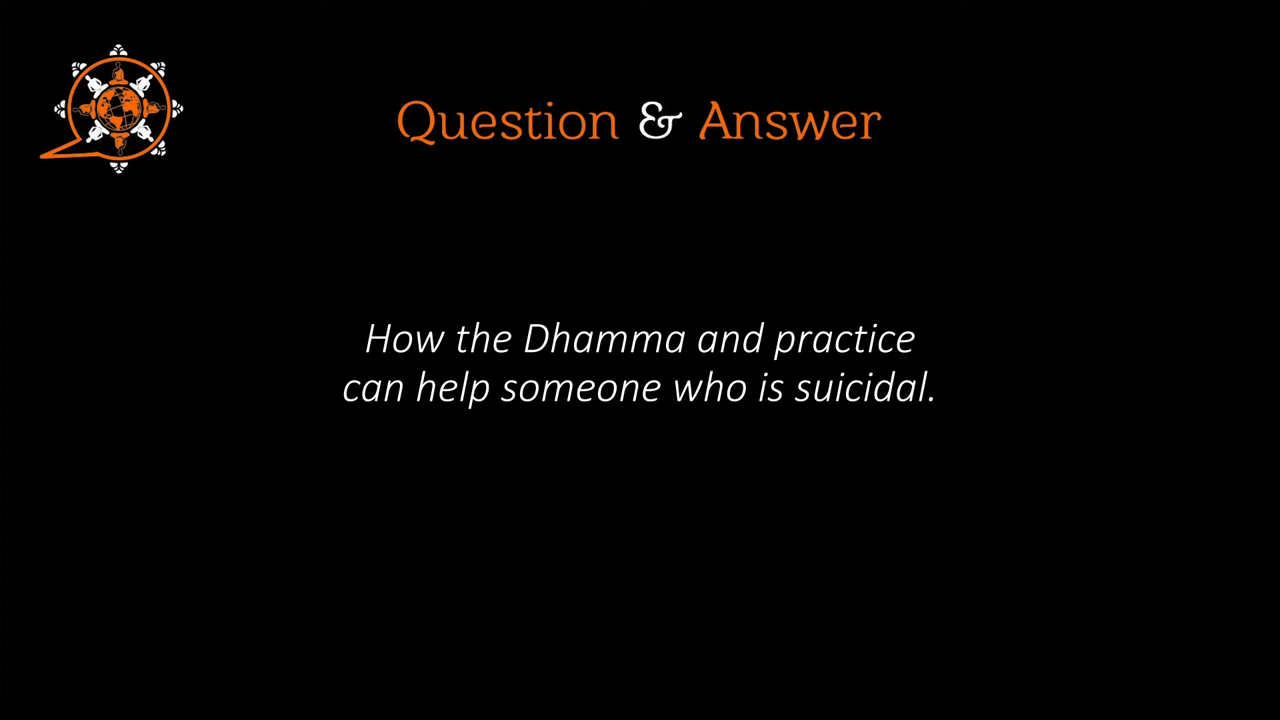 Question & Answer
How the Dhamma and practice
can help someone who is suicidal.